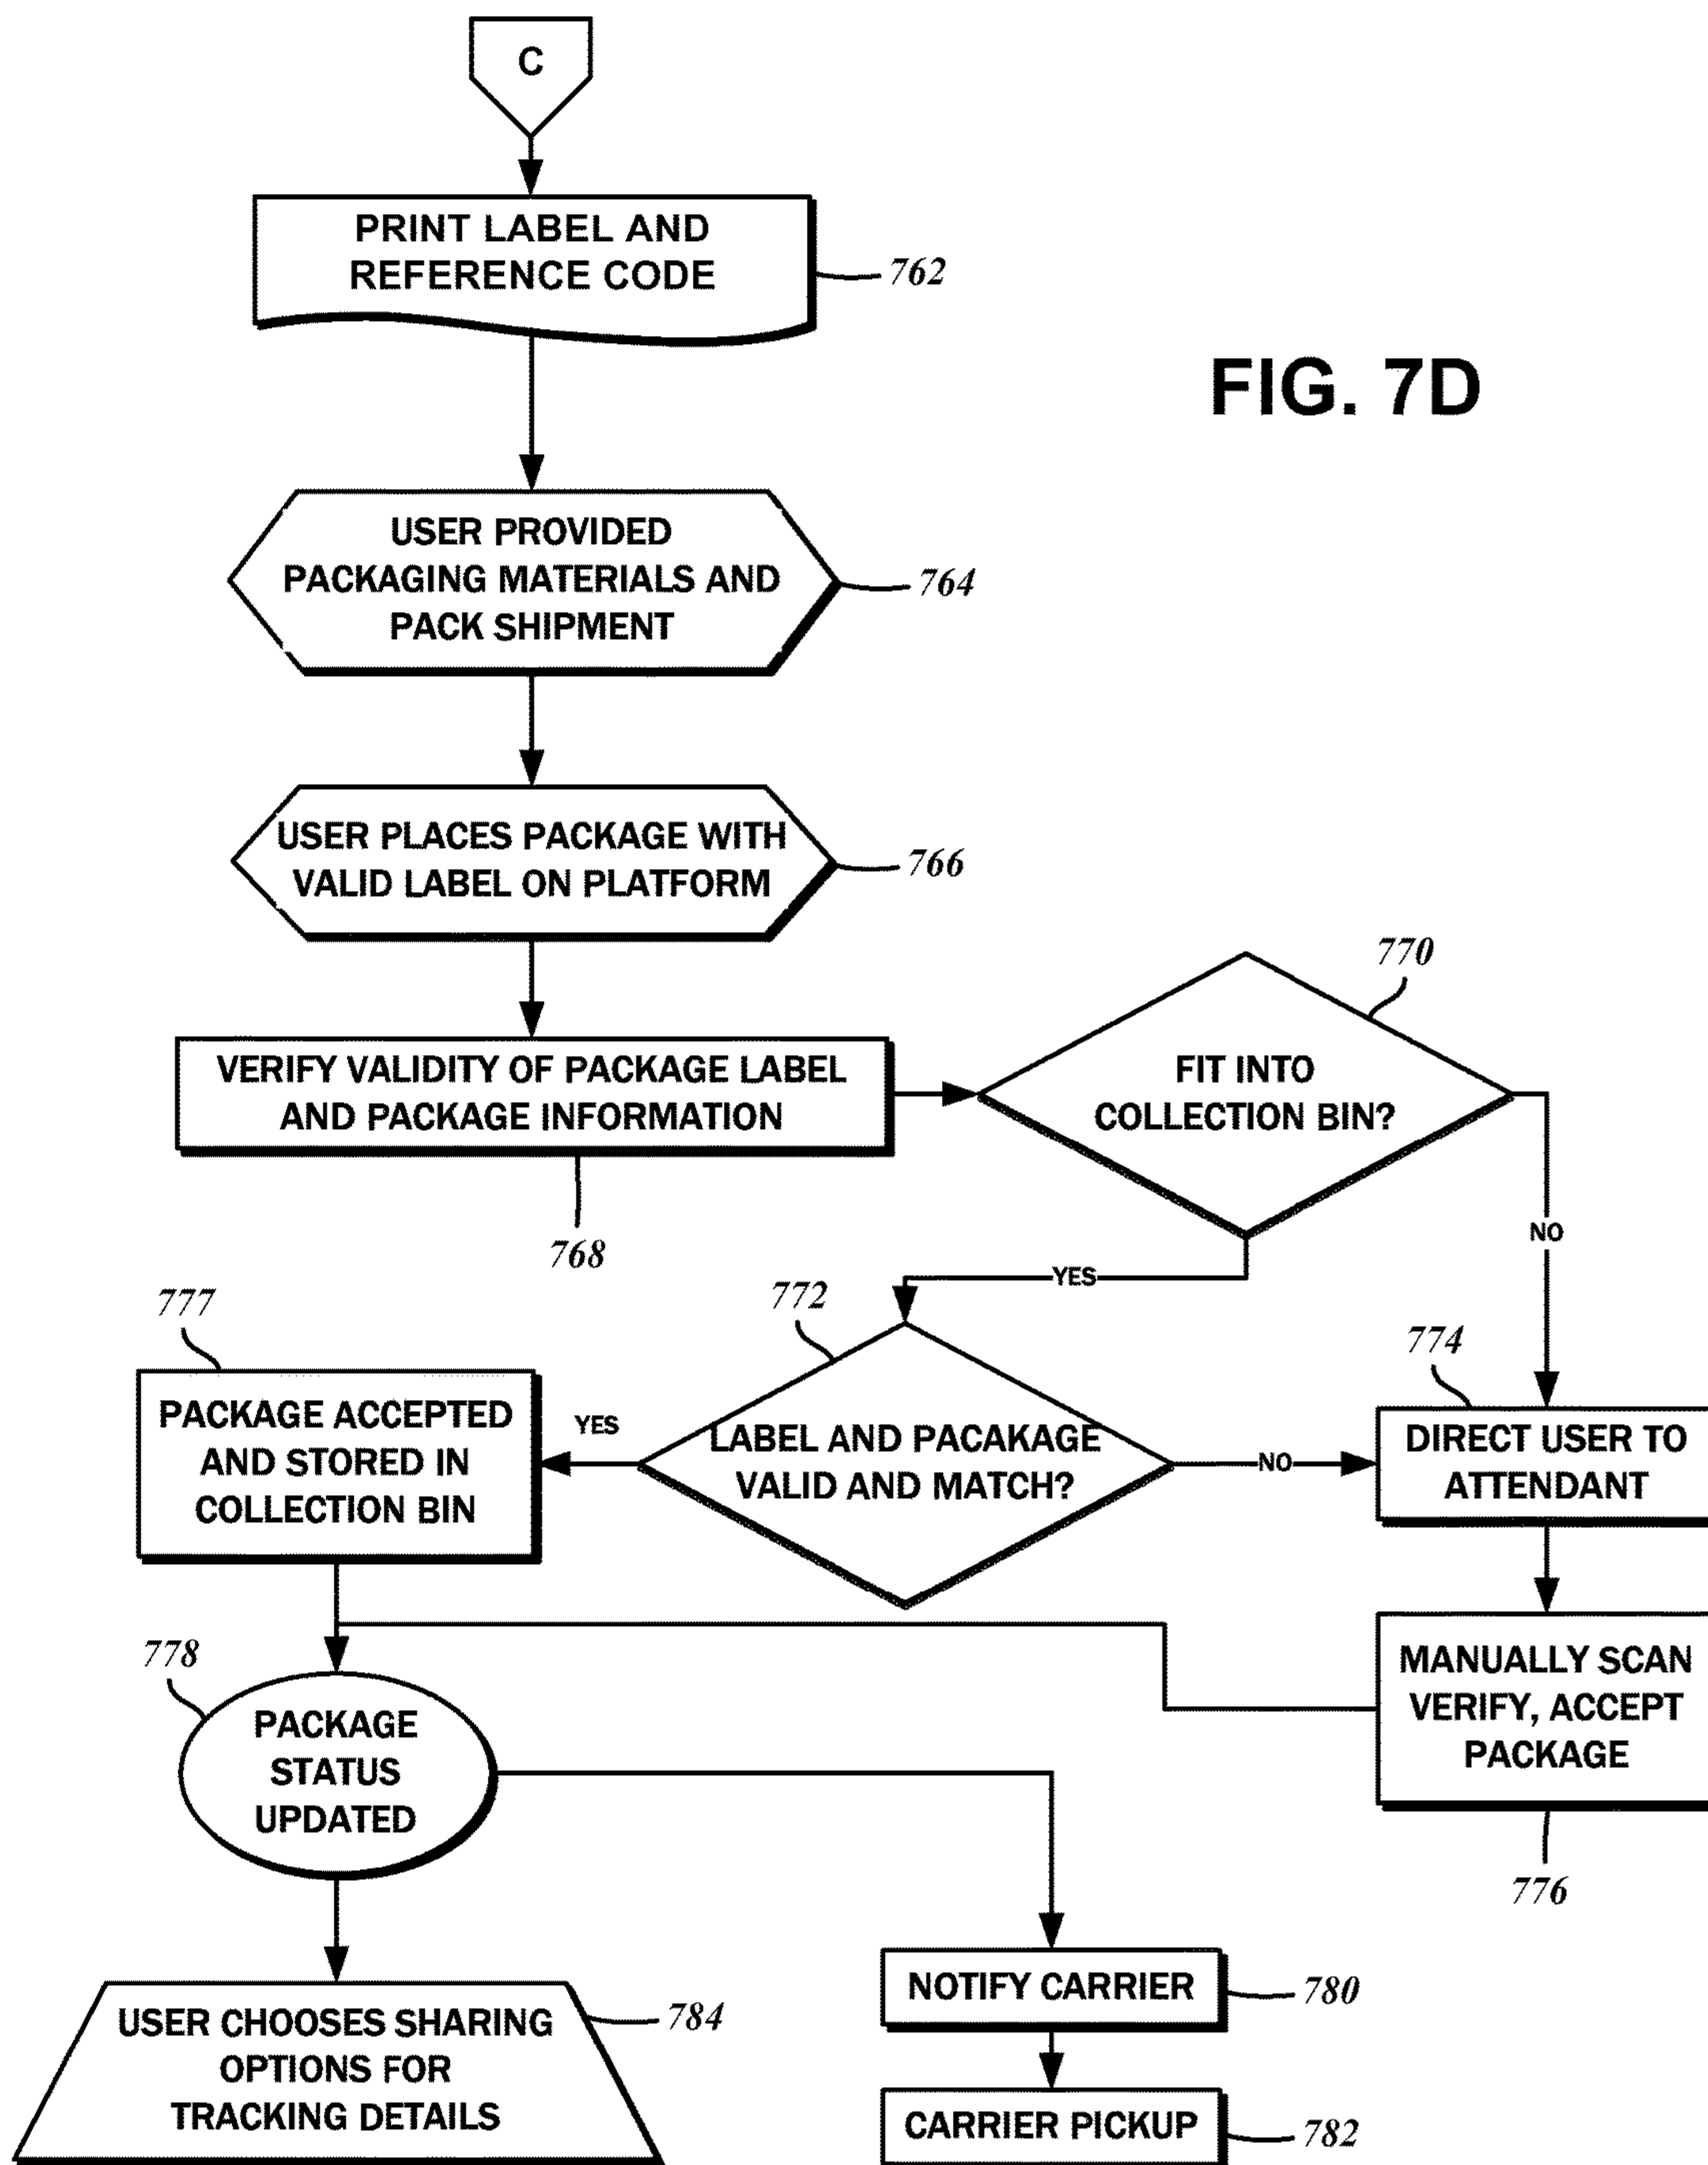 C
PRINT LABEL AND
REFERENCE CODE
762
FIG. 7D
USER PROVIDED
PACKAGING MATERIALS AND
PACK SHIPMENT
764
USER PLACES PACKAGE WITH
VALID LABEL ON PLATFORM
766
770
VERIFY VALIDITY OF PACKAGE LABEL
AND PACKAGE INFORMATION
768
FIT INTO
COLLECTION BIN?
NO
YES
772
777
774
PACKAGE ACCEPTED
AND STORED IN
COLLECTION BIN
YES
LABEL AND PACAKAGE
VALID AND MATCH?
NO
DIRECT USER TO
ATTENDANT
778
MANUALLY SCAN
VERIFY, ACCEPT
PACKAGE
776
PACKAGE
STATUS
UPDATED
NOTIFY CARRIER
780
USER CHOOSES SHARING
OPTIONS FOR
TRACKING DETAILS
784
CARRIER PICKUP
782